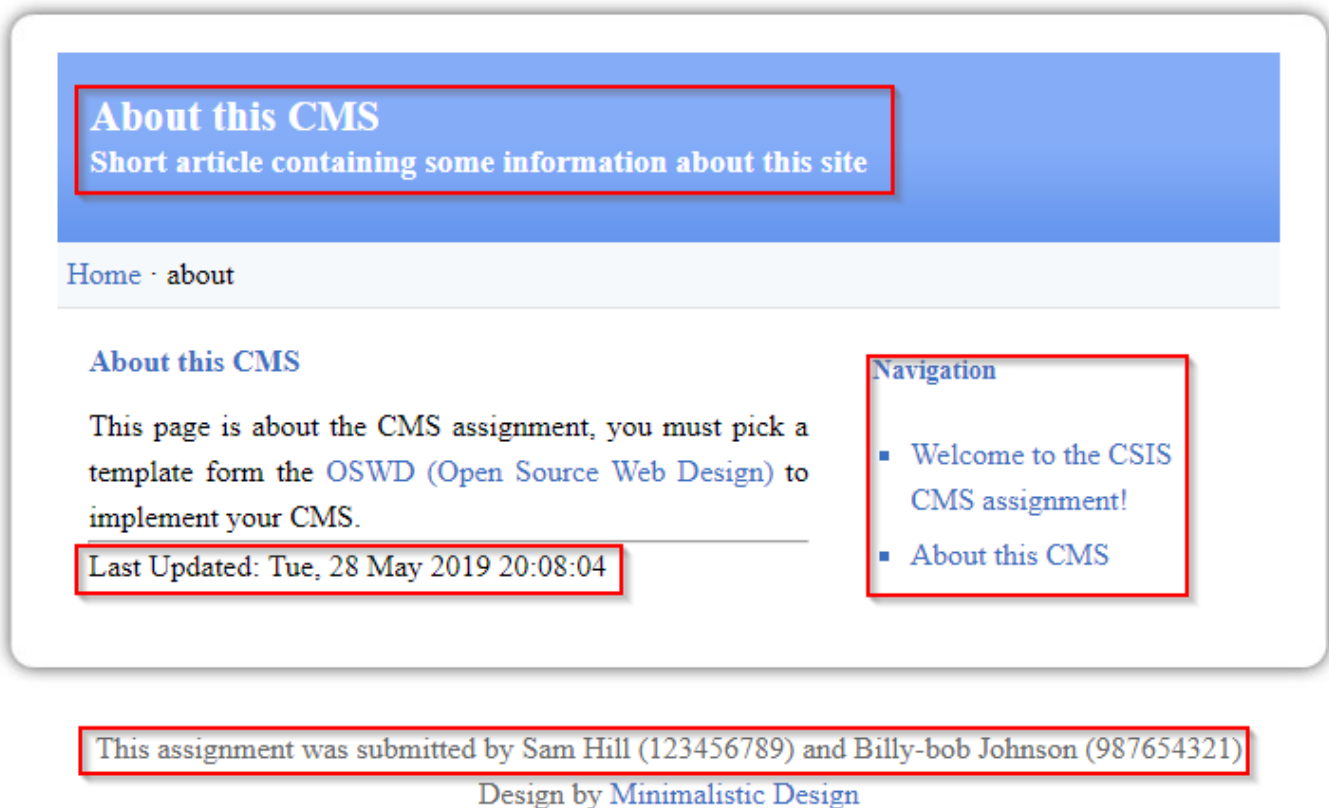 About this CMS
Short article containing some information about this site
Home · about
About this CMS
This page is about the CMS assignment, you must pick a
template form the OSWD (Open Source Web Design) to
implement your CMS.
Last Updated: Tue, 28 May 2019 20:08:04
Navigation
Welcome to the CSIS
CMS assignment!
About this CMS
This assignment was submitted by Sam Hill (123456789) and Billy-bob Johnson (987654321)
Design by Minimalistic Design